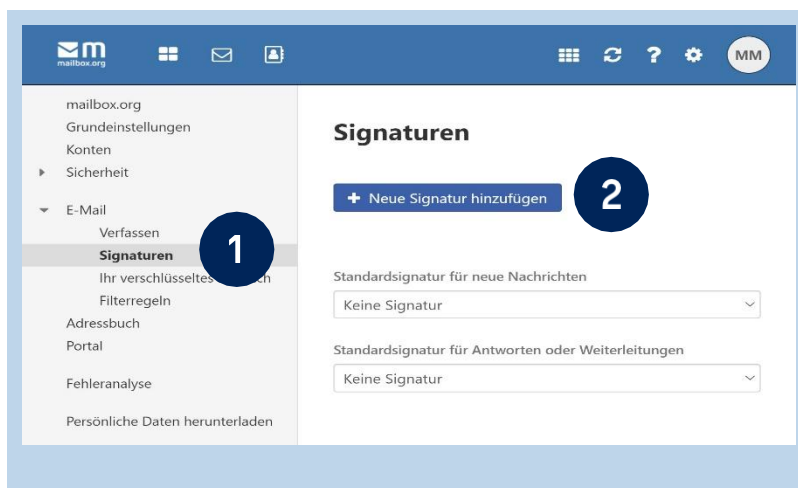 m
mailbox.org
?
MM
mailbox.org
Grundeinstellungen
Konten
Sicherheit
E-Mail
Verfassen
Signaturen
1
Ihr verschlüsseltes ch
Filterregeln
Adressbuch
Portal
Fehleranalyse
Persönliche Daten herunterladen
Signaturen
+ Neue Signatur hinzufügen
2
Standardsignatur für neue Nachrichten
Keine Signatur
Standardsignatur für Antworten oder Weiterleitungen
Keine Signatur